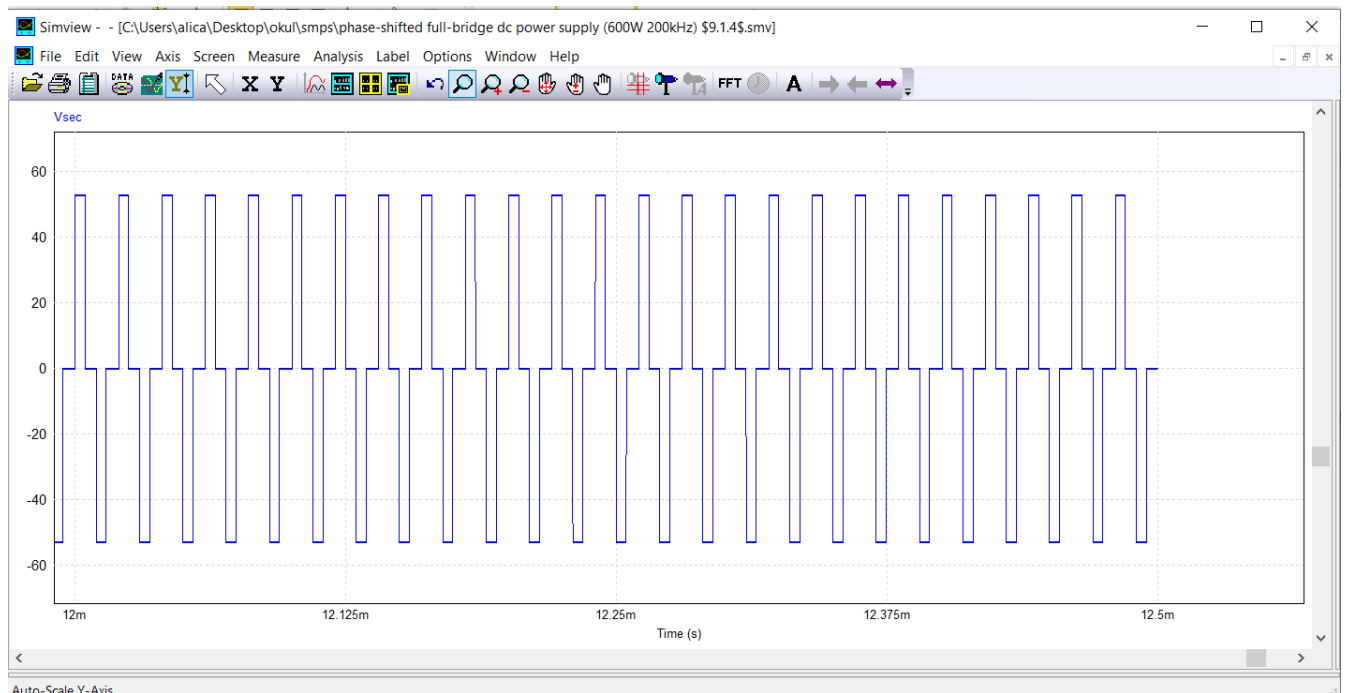 Simview - - [C:\Users\alica\Desktop\okul\smps\phase-shifted full-bridge dc power supply (600W 200kHz) $9.1.4$.smv]
File Edit View Axis Screen Measure Analysis Label Options Window Help
DATA Y X Y FFT A
Vsec
60
40
20
0
-20
-40
-60
12m 12.125m 12.25m 12.375m 12.5m
Time (s)
Auto-Scale Y-Axis